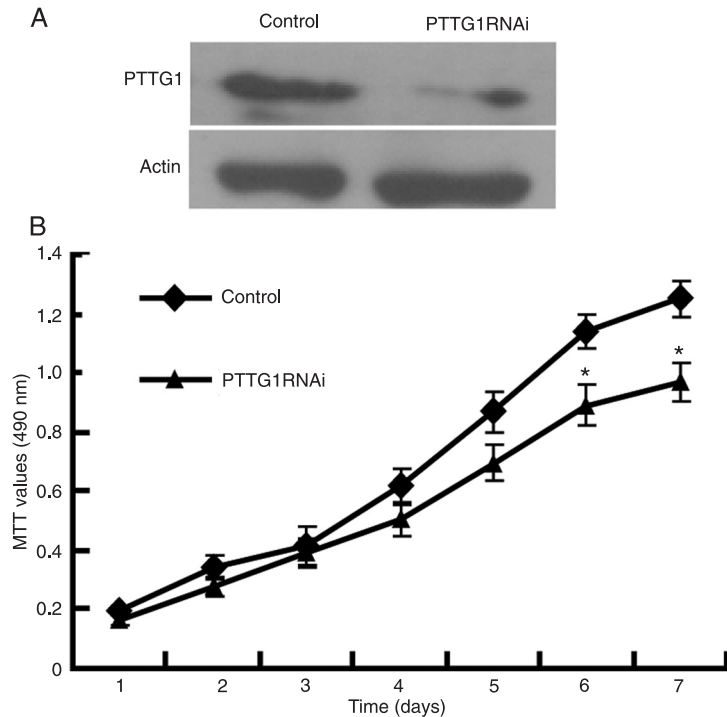 A
Control PTTG1RNAi
PTTG1
Actin
B
1.4
1.2
1.0
0.8
0.6
0.4
0.2
0
Control
PTTG1RNAi
*
*
MTT values (490 nm)
1 2 3 4 5 6 7
Time (days)